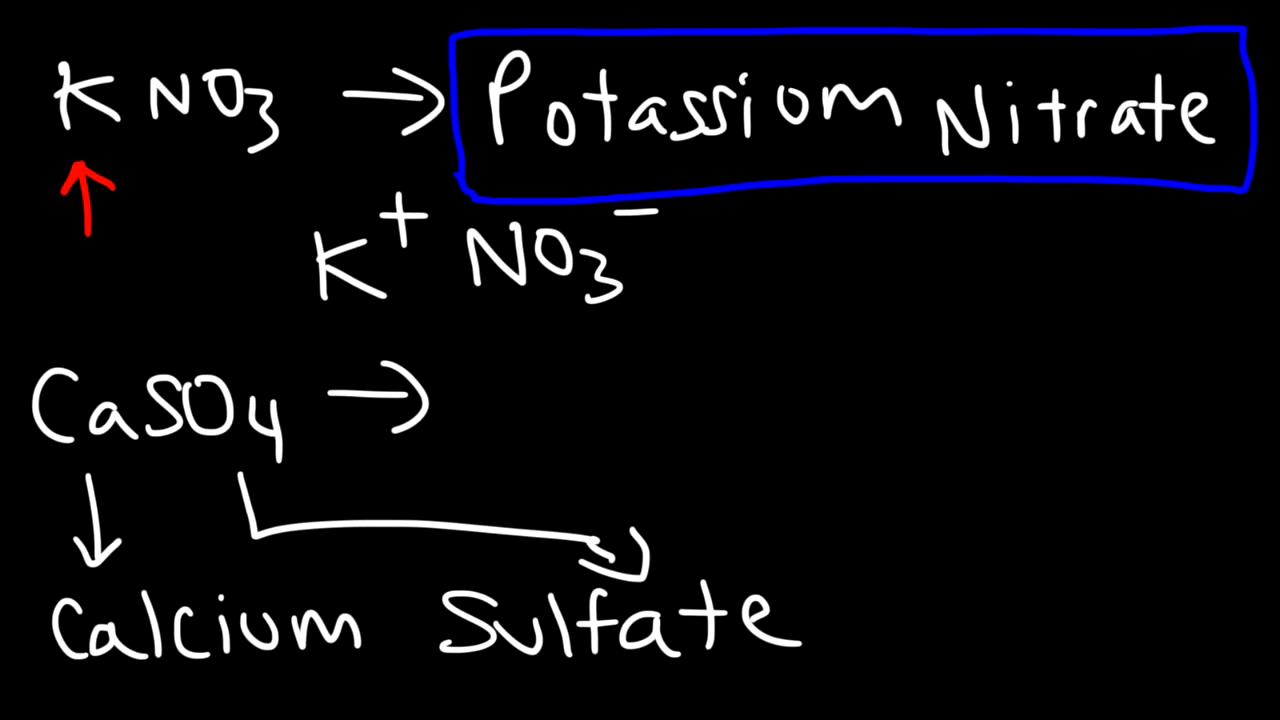 KNO₃ → Potassium Nitrate
K⁺ NO₃⁻
CaSO₄ →
Calcium Sulfate